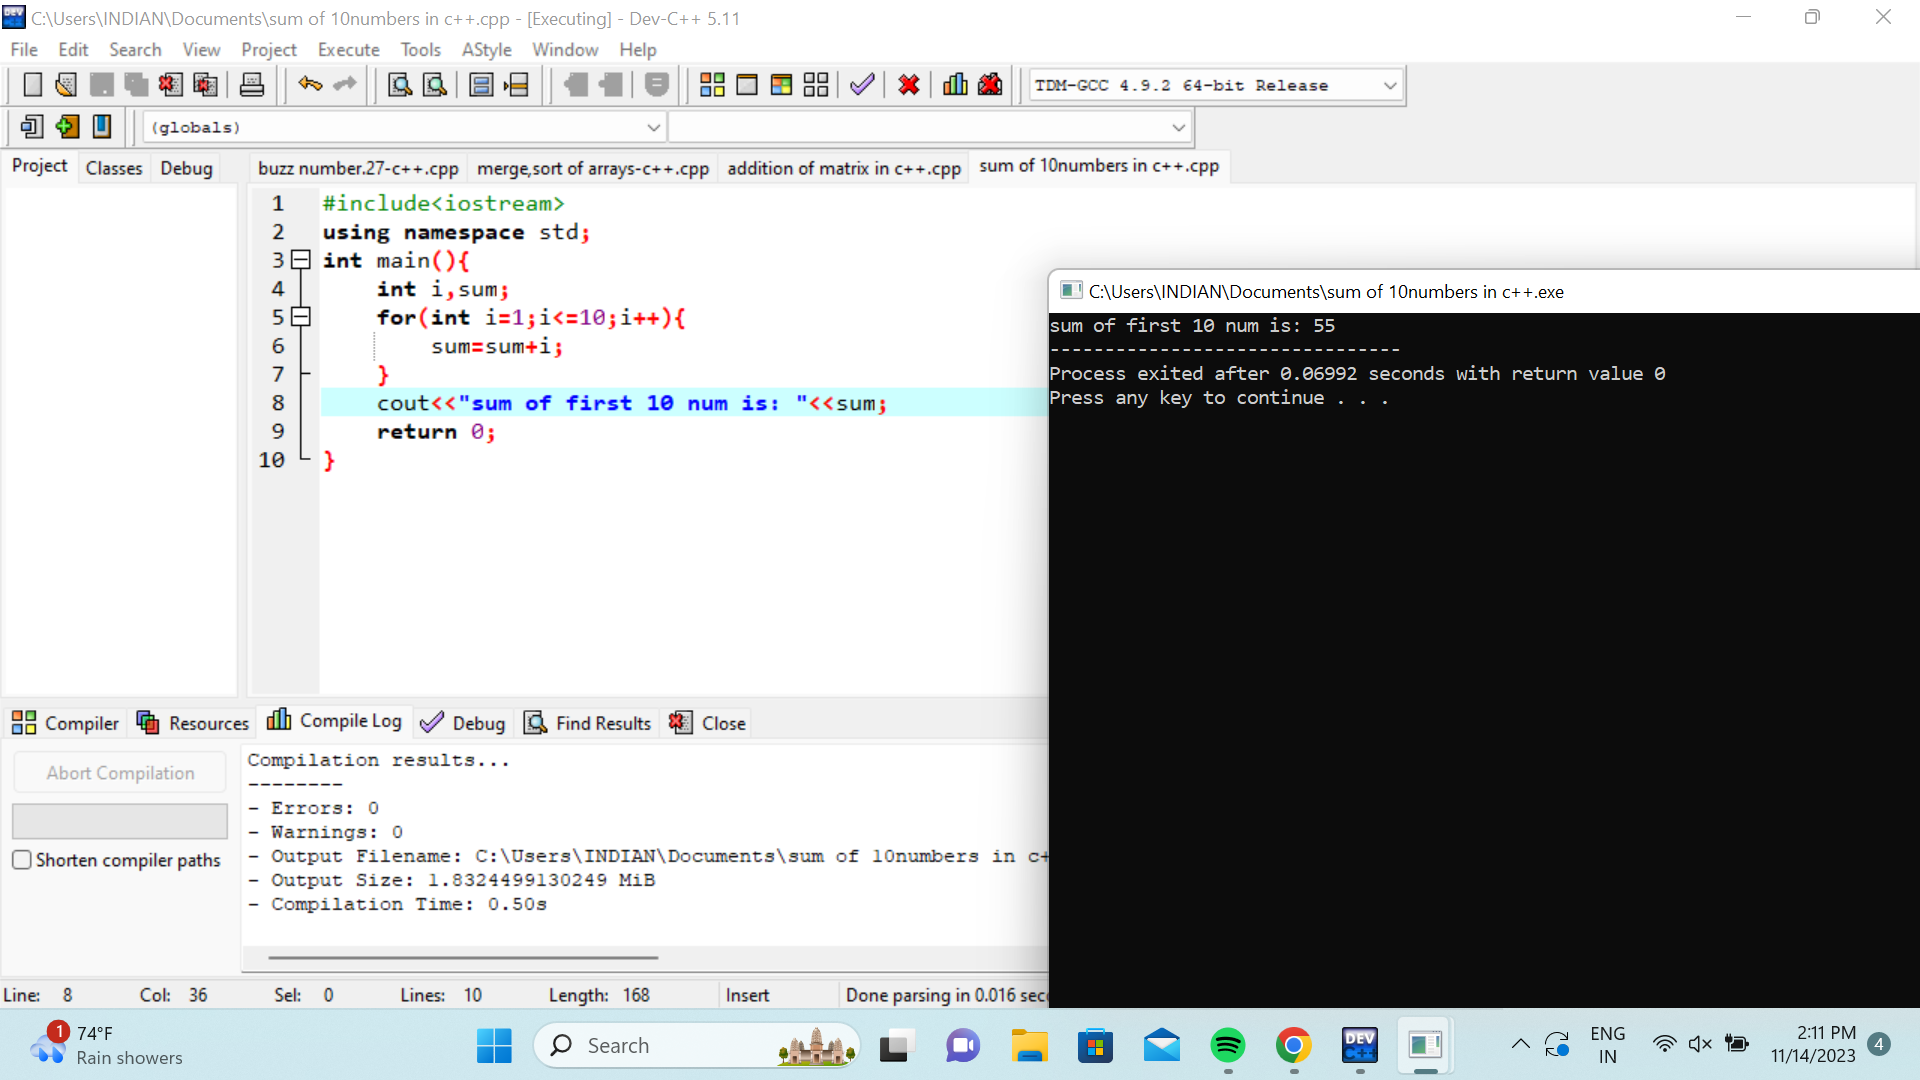 C:\Users\INDIAN\Documents\sum of 10numbers in c++.cpp - [Executing] - Dev-C++ 5.11
File Edit Search View Project Execute Tools AStyle Window Help
TDM-GCC 4.9.2 64-bit Release
(globals)
Project Classes Debug
buzz number.27-c++.cpp merge,sort of arrays-c++.cpp addition of matrix in c++.cpp sum of 10numbers in c++.cpp
1 #include<iostream>
2 using namespace std;
3 int main(){
4 int i,sum;
5 for(int i=1;i<=10;i++){
6 sum=sum+i;
7 }
8 cout<<"sum of first 10 num is: "<<sum;
9 return 0;
10 }
C:\Users\INDIAN\Documents\sum of 10numbers in c++.exe
sum of first 10 num is: 55
--------------------------------
Process exited after 0.06992 seconds with return value 0
Press any key to continue . . .
Compiler Resources Compile Log Debug Find Results Close
Abort Compilation
Shorten compiler paths
Compilation results...
--------
- Errors: 0
- Warnings: 0
- Output Filename: C:\Users\INDIAN\Documents\sum of 10numbers in c+
- Output Size: 1.8324499130249 MiB
- Compilation Time: 0.50s
Line: 8 Col: 36 Sel: 0 Lines: 10 Length: 168 Insert Done parsing in 0.016 sec
1
74°F
Rain showers
Search
DEV
C++
ENG
IN
2:11 PM
11/14/2023
4